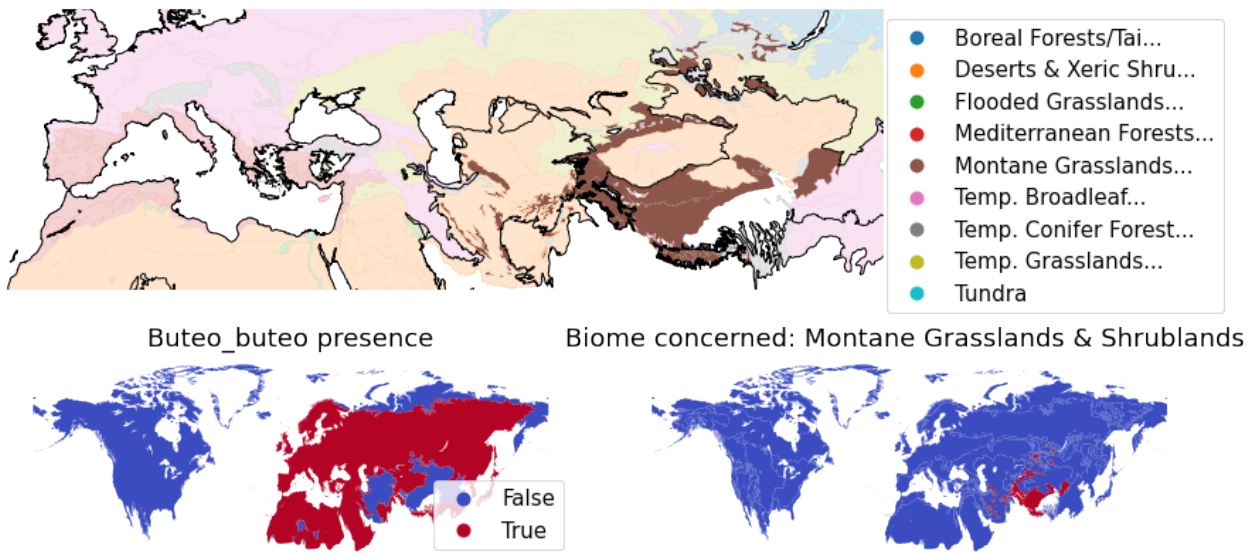 Boreal Forests/Tai...
Deserts & Xeric Shru...
Flooded Grasslands...
Mediterranean Forests...
Montane Grasslands...
Temp. Broadleaf...
Temp. Conifer Forest...
Temp. Grasslands...
Tundra
Buteo_buteo presence
Biome concerned: Montane Grasslands & Shrublands
False
True